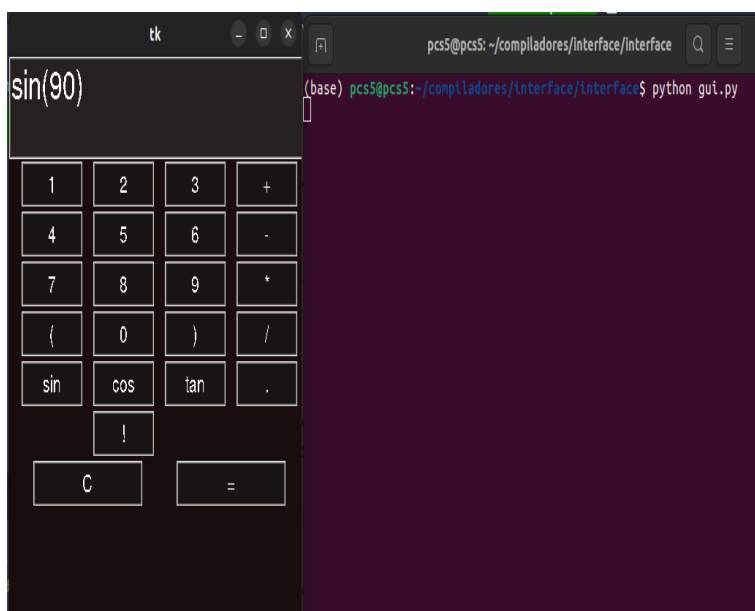 tk
sin(90)
1 2 3 +
4 5 6 -
7 8 9 *
( 0 ) /
sin cos tan .
!
C =
pcs5@pcs5: ~/compiladores/interface/interface
(base) pcs5@pcs5:~/compiladores/interface/interface$ python gui.py